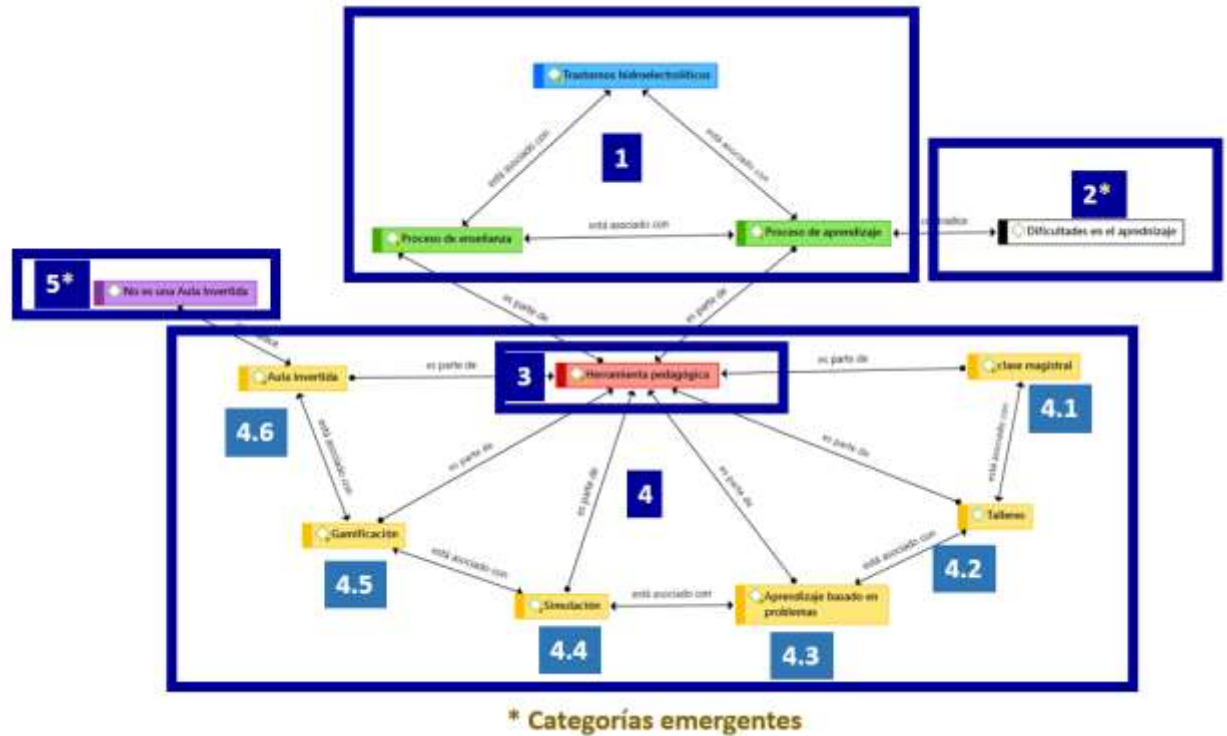 Trastornos hidroelectrolíticos
está asociado con
está asociado con
1
2*
Proceso de enseñanza
está asociado con
Proceso de aprendizaje
Dificultades en el aprednizaje
5*
No es una Aula Invertida
es parte de
es parte de
Aula Invertida
es parte de
3
Herramienta pedagógica
es parte de
clase magistral
4.6
4.1
está asociado con
es parte de
es parte de
4
es parte de
es parte de
está asociado con
Gamificación
Talleres
4.5
está asociado con
está asociado con
4.2
Simulación
está asociado con
Aprendizaje basado en
problemas
4.4
4.3
* Categorías emergentes